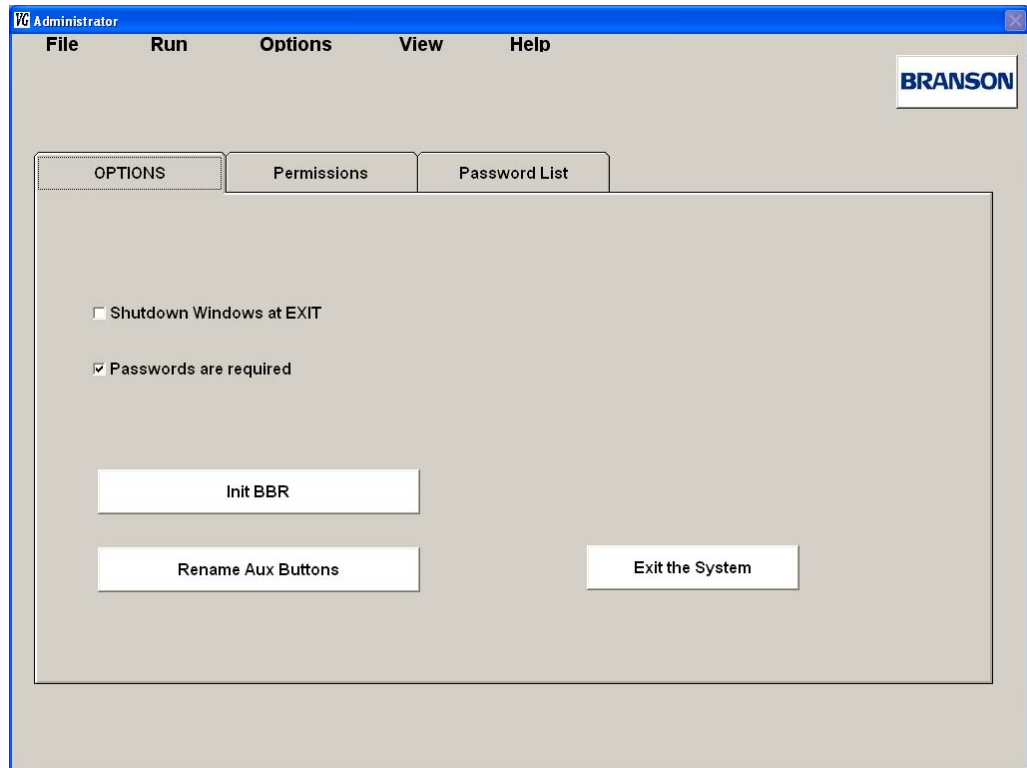 VG Administrator
File Run Options View Help
BRANSON
OPTIONS Permissions Password List
Shutdown Windows at EXIT
Passwords are required
Init BBR
Rename Aux Buttons Exit the System